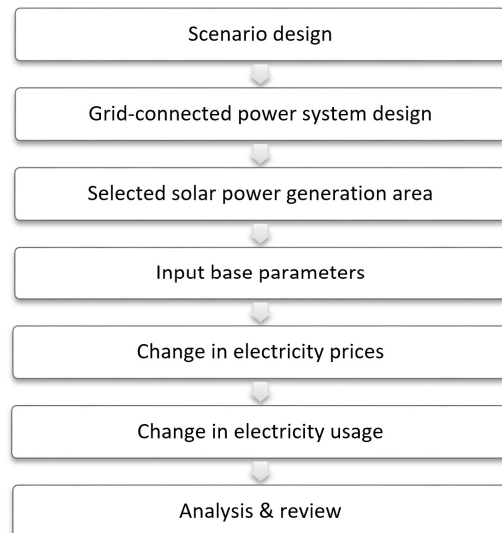 Scenario design
Grid-connected power system design
Selected solar power generation area
Input base parameters
Change in electricity prices
Change in electricity usage
Analysis & review